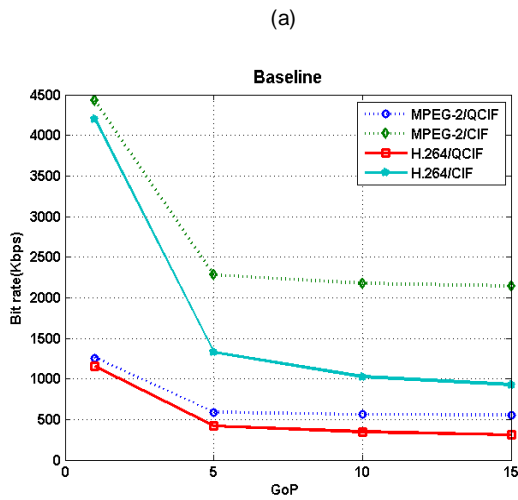 (a)
Baseline
4500
4000
3500
3000
2500
2000
1500
1000
500
0
Bit rate(Kbps)
MPEG-2/QCIF
MPEG-2/CIF
H.264/QCIF
H.264/CIF
0 5 10 15
GoP